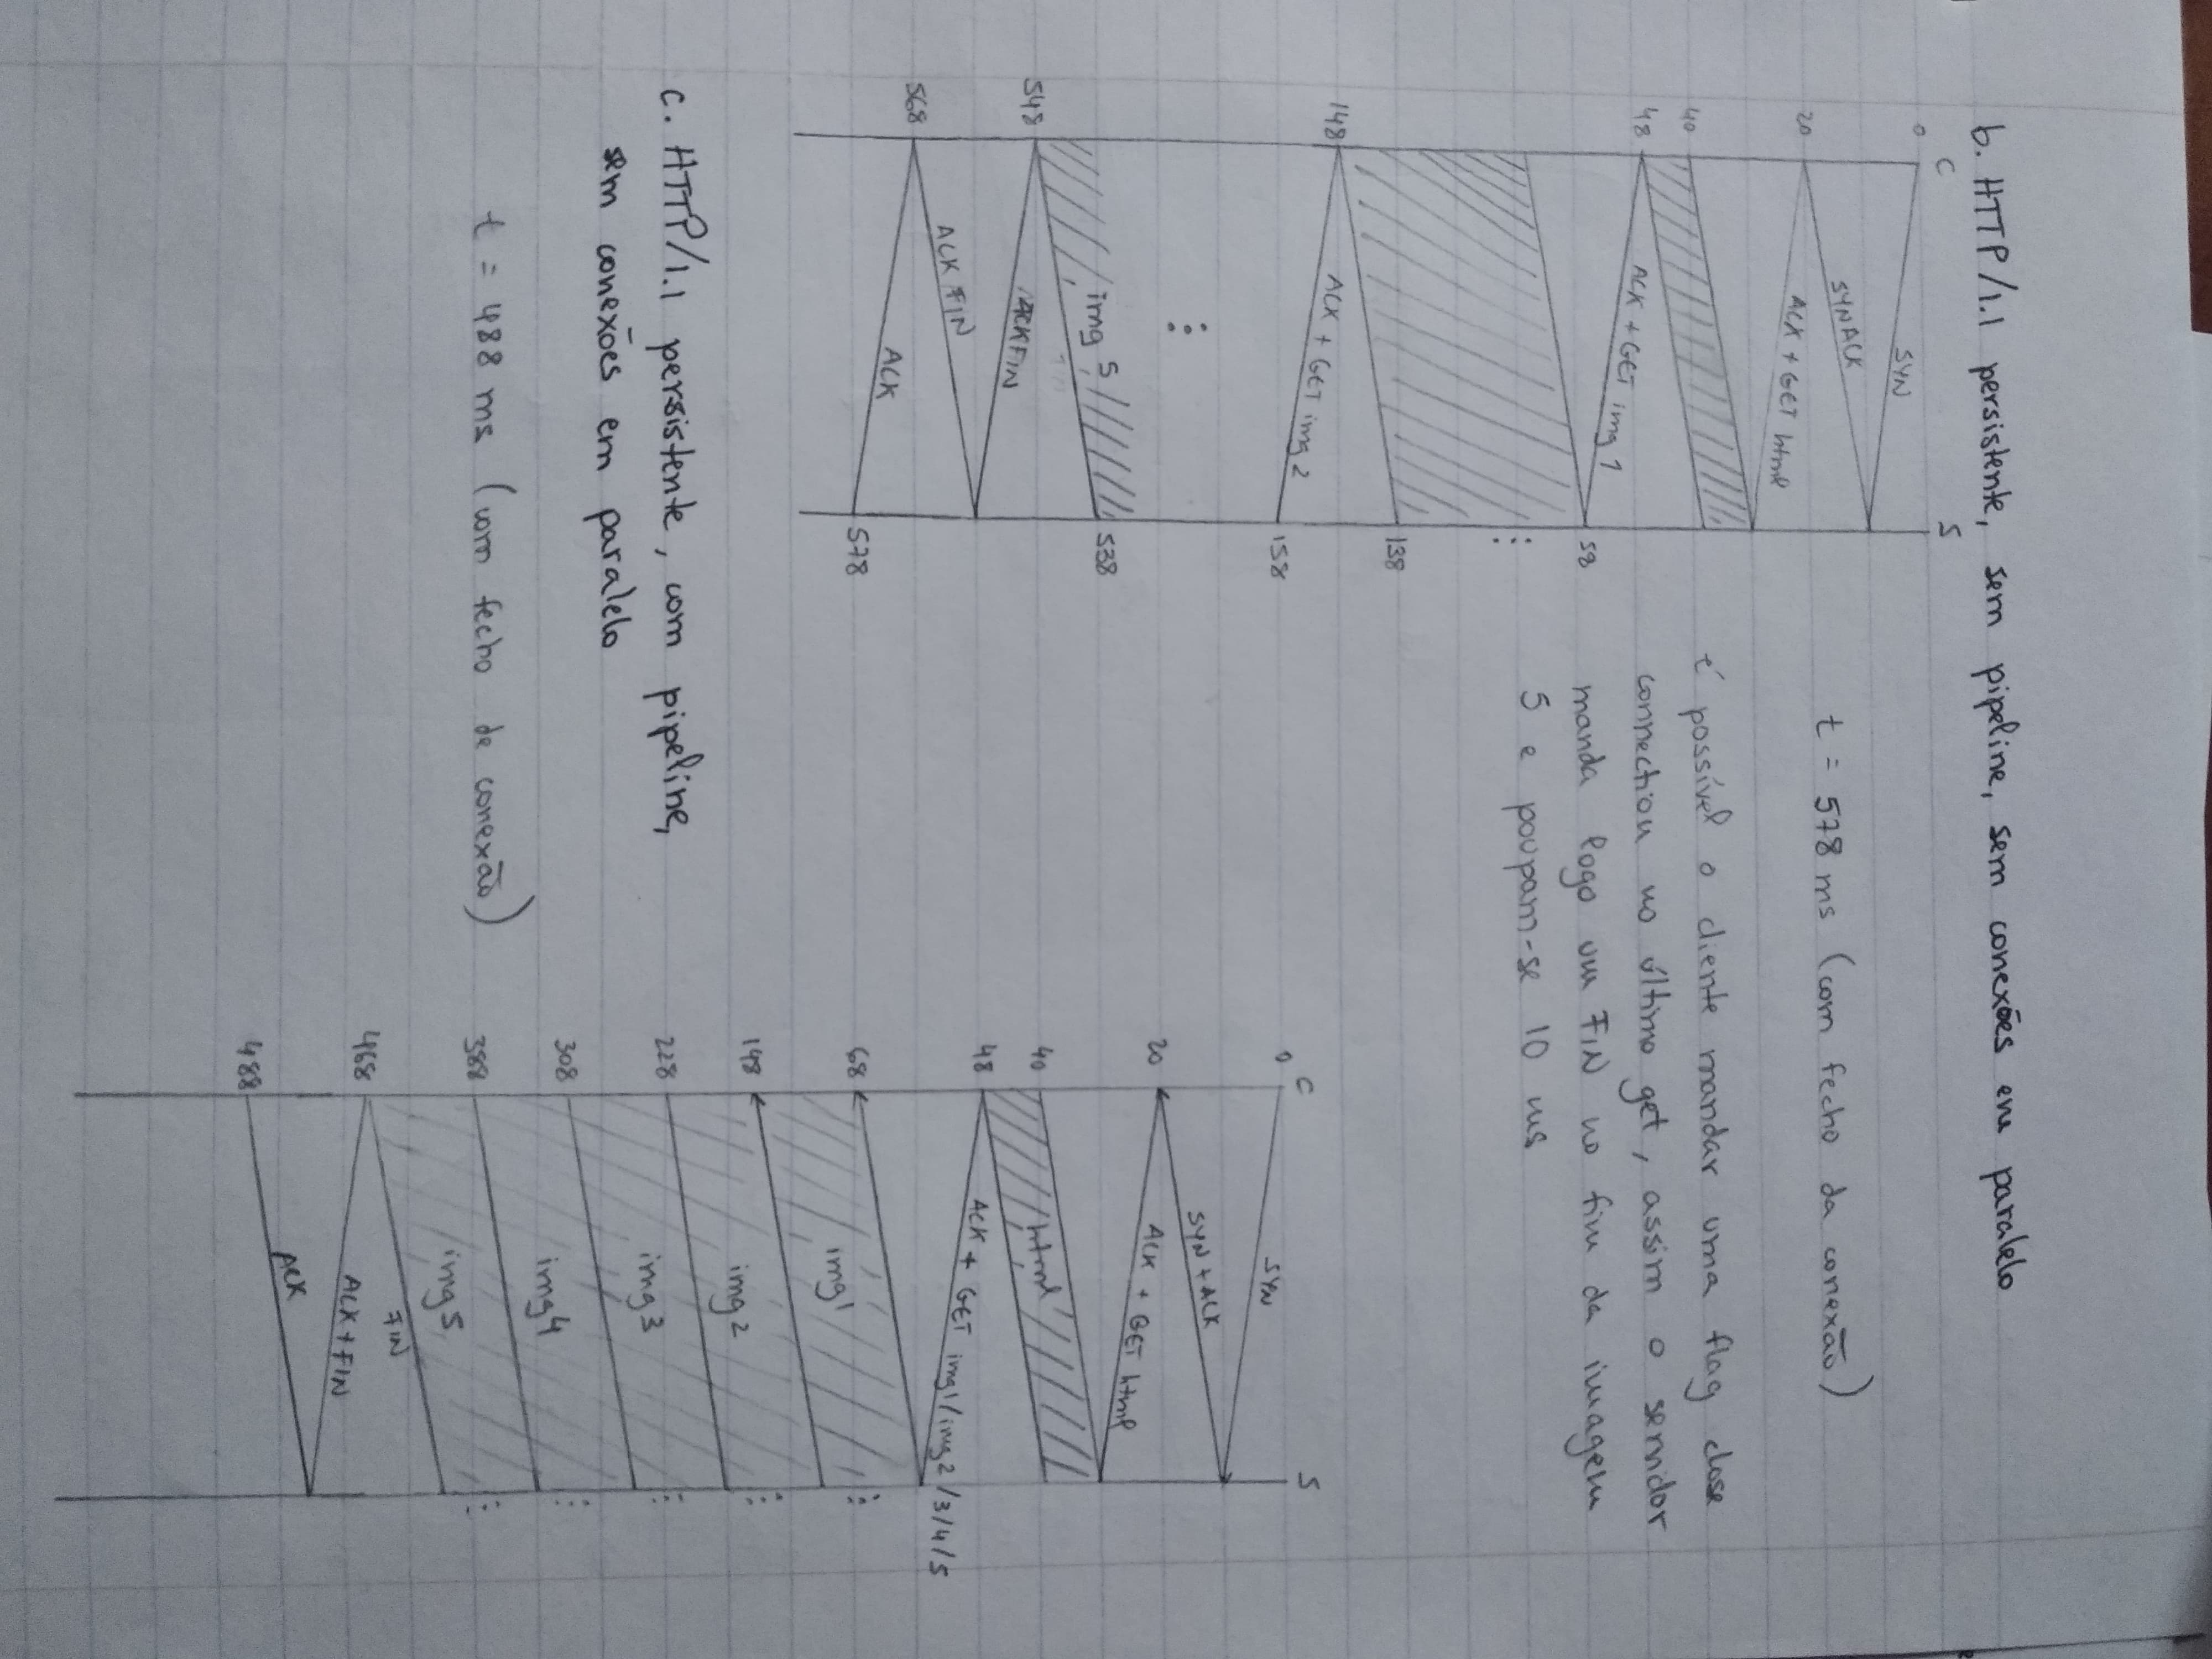 b. HTTP/1.1 persistente, sem pipeline, sem conexões em paralelo
C S
0
SYN
SYNACK
20
ACK + GET html
40
48
ACK + GET img 1
58
138
148
ACK + GET img 2
158
img 5
538
548
ACKFIN
ACK FIN
568
ACK
578
t = 578 ms (com fecho da conexão)
é possível o cliente mandar uma flag close
connection no último get, assim o servidor
manda logo um FIN no fim da imagem
5 e poupam-se 10 ms
c. HTTP/1.1 persistente, com pipeline,
sem conexões em paralelo
t = 488 ms (com fecho de conexão)
C S
0
SYN
SYN + ACK
20
ACK + GET html
40
html
48
ACK + GET img1/img2/3/4/5
68
img1
148
img2
228
img3
308
img4
388
img5
FIN
468
ACK+FIN
ACK
488